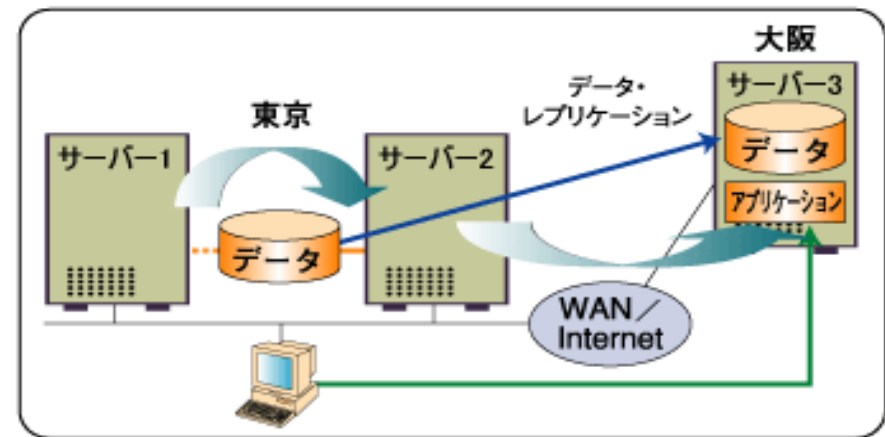 大阪
サーバー3
データ・
レプリケーション
東京
データ
サーバー1
サーバー2
アプリケーション
データ
WAN／
Internet